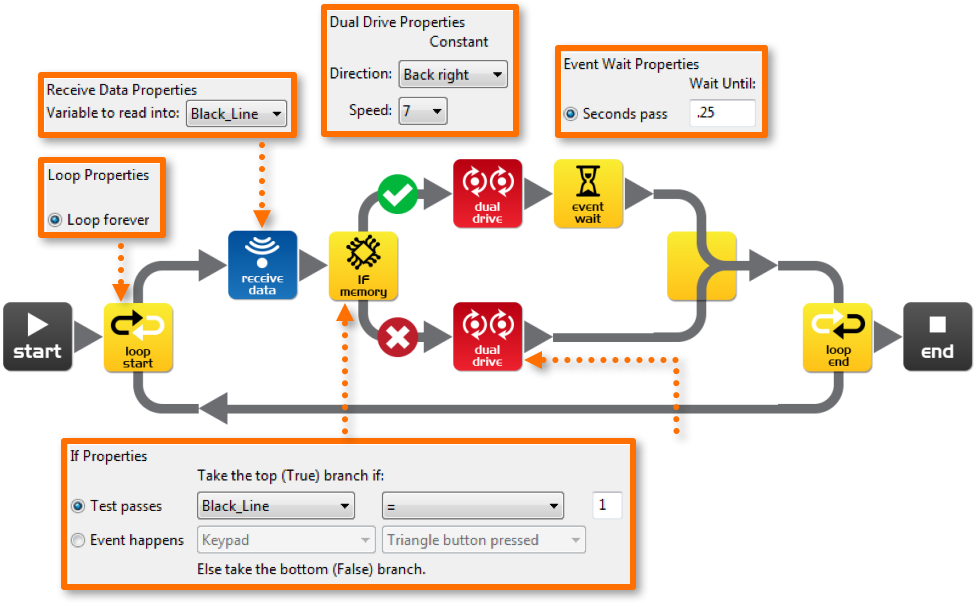 Dual Drive Properties
Constant
Direction: Back right
Speed: 7
Event Wait Properties
Wait Until:
Seconds pass .25
Receive Data Properties
Variable to read into: Black_Line
Loop Properties
Loop forever
dual
drive
event
wait
receive
data
IF
memory
start
loop
start
dual
drive
loop
end
end
If Properties
Take the top (True) branch if:
Test passes Black_Line = 1
Event happens Keypad Triangle button pressed
Else take the bottom (False) branch.